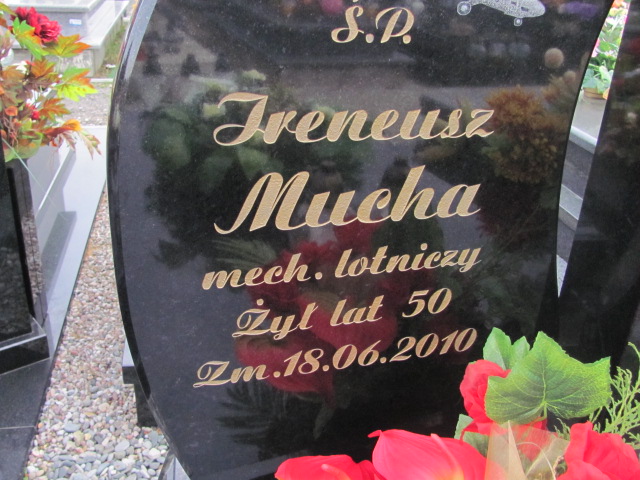 Ś.P.
Ireneusz
Mucha
mech. lotniczy
Żył lat 50
Zm.18.06.2010